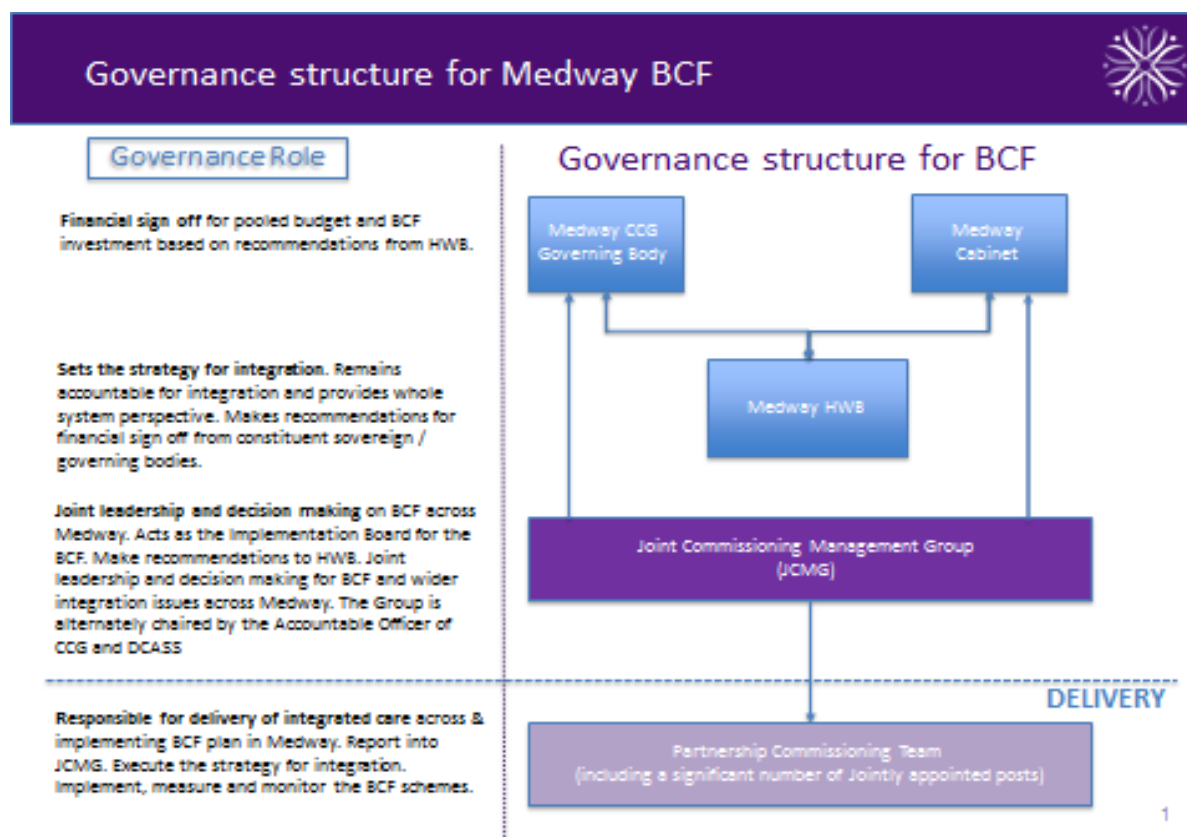 Governance structure for Medway BCF
Governance Role
Financial sign off for pooled budget and BCF
investment based on recommendations from HWB.
Sets the strategy for integration. Remains
accountable for integration and provides whole
system perspective. Makes recommendations for
financial sign off from constituent sovereign /
governing bodies.
Joint leadership and decision making on BCF across
Medway. Acts as the Implementation Board for the
BCF. Make recommendations to HWB. Joint
leadership and decision making for BCF and wider
integration issues across Medway. The Group is
alternately chaired by the Accountable Officer of
CCG and DCASS
Responsible for delivery of integrated care across &
implementing BCF plan in Medway. Report into
JCMG. Execute the strategy for integration.
Implement, measure and monitor the BCF schemes.
Governance structure for BCF
Medway CCG
Governing Body
Medway
Cabinet
Medway HWB
Joint Commissioning Management Group
(JCMG)
DELIVERY
Partnership Commissioning Team
(including a significant number of Jointly appointed posts)
1